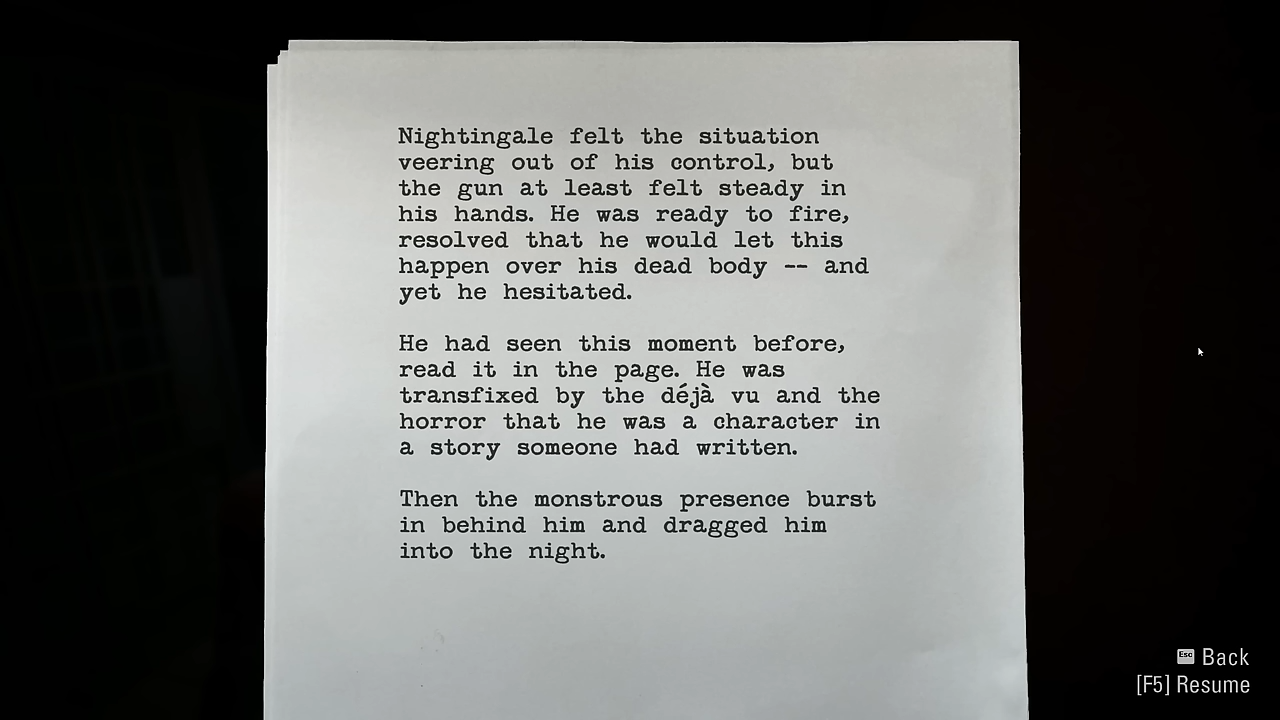 Nightingale felt the situation
veering out of his control, but
the gun at least felt steady in
his hands. He was ready to fire,
resolved that he would let this
happen over his dead body -- and
yet he hesitated.
He had seen this moment before,
read it in the page. He was
transfixed by the déjà vu and the
horror that he was a character in
a story someone had written.
Then the monstrous presence burst
in behind him and dragged him
into the night.
Esc Back
[F5] Resume